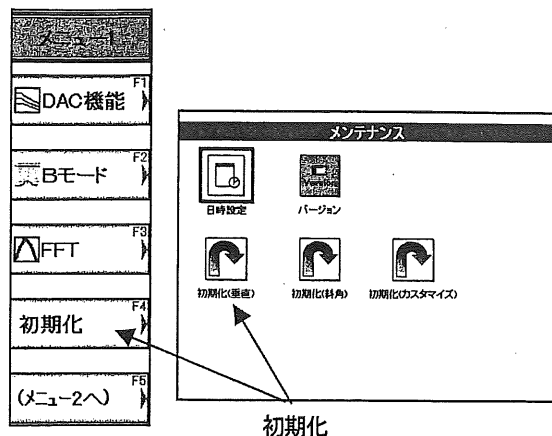 メニュー1
F1
DAC機能
F2
Bモード
F3
FFT
F4
初期化
F5
(メニュー2へ)
メンテナンス
Version
日時設定
バージョン
初期化(垂直)
初期化(斜角)
初期化(カスタマイズ)
初期化